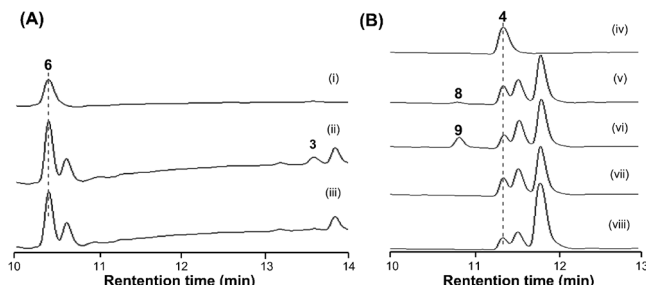 (A)
6
(i)
(ii)
3
(iii)
10 11 12 13 14
Rentention time (min)
(B)
4
(iv)
8
(v)
9
(vi)
(vii)
(viii)
10 11 12 13
Rentention time (min)